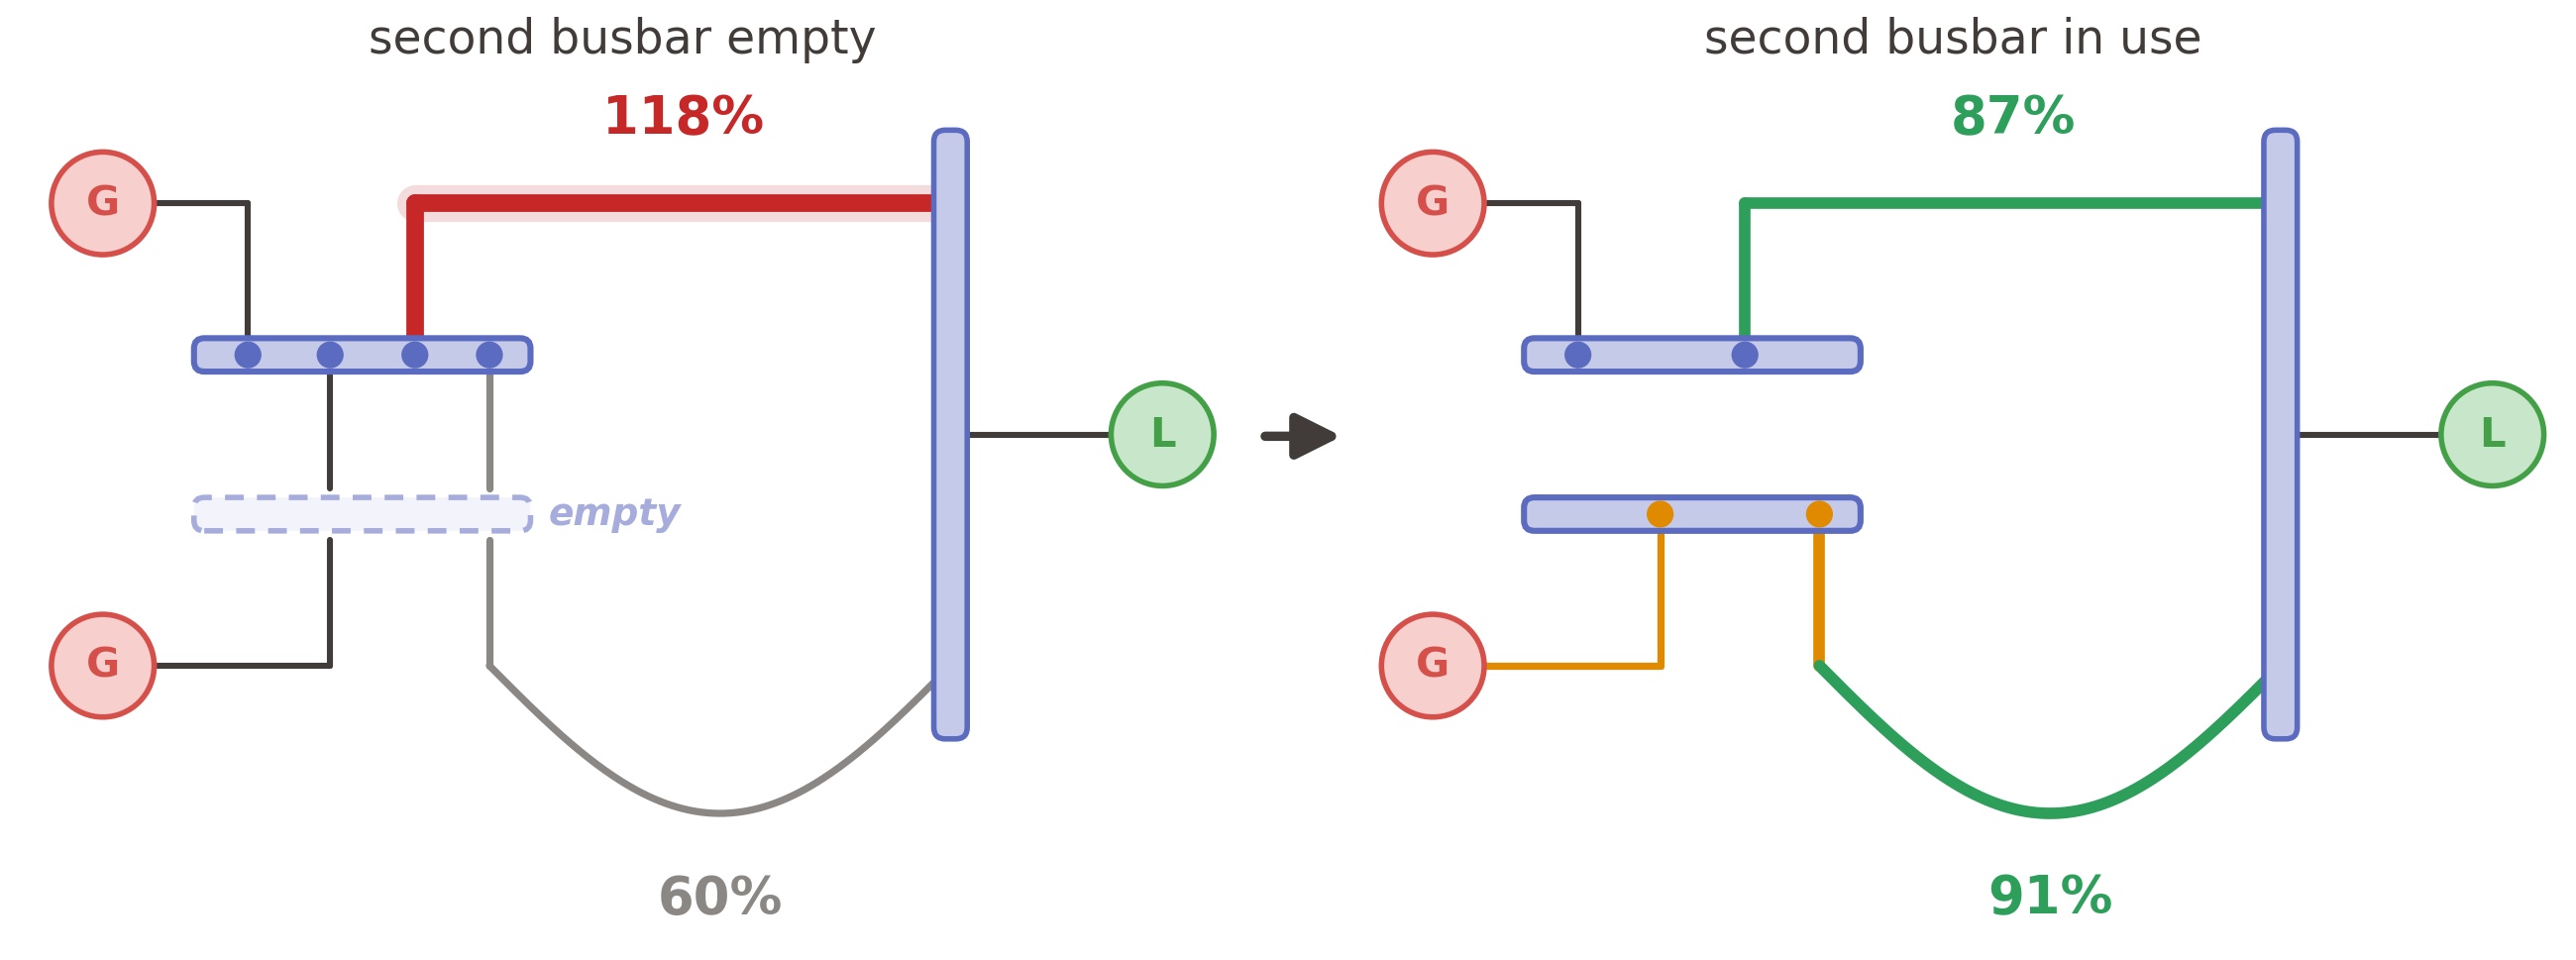 second busbar empty
118%
G
empty
L
G
60%
second busbar in use
87%
G
L
G
91%